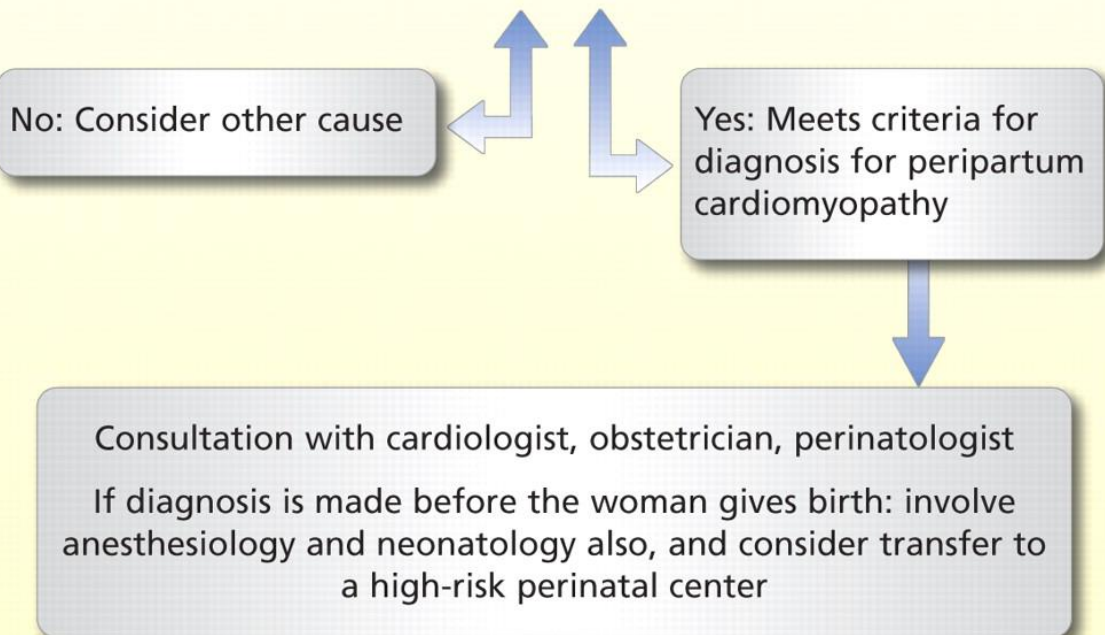 No: Consider other cause
Yes: Meets criteria for
diagnosis for peripartum
cardiomyopathy
Consultation with cardiologist, obstetrician, perinatologist
If diagnosis is made before the woman gives birth: involve
anesthesiology and neonatology also, and consider transfer to
a high-risk perinatal center